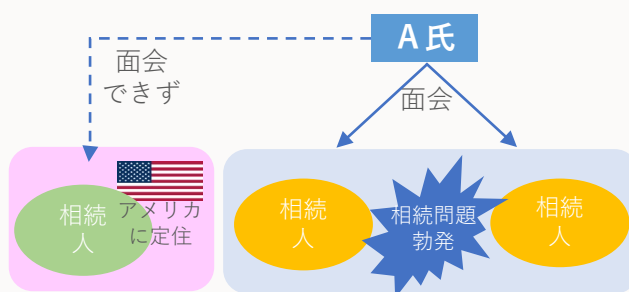 A氏
面会
できず
面会
相続
人
アメリカ
に定住
相続
人
相続問題
勃発
相続
人